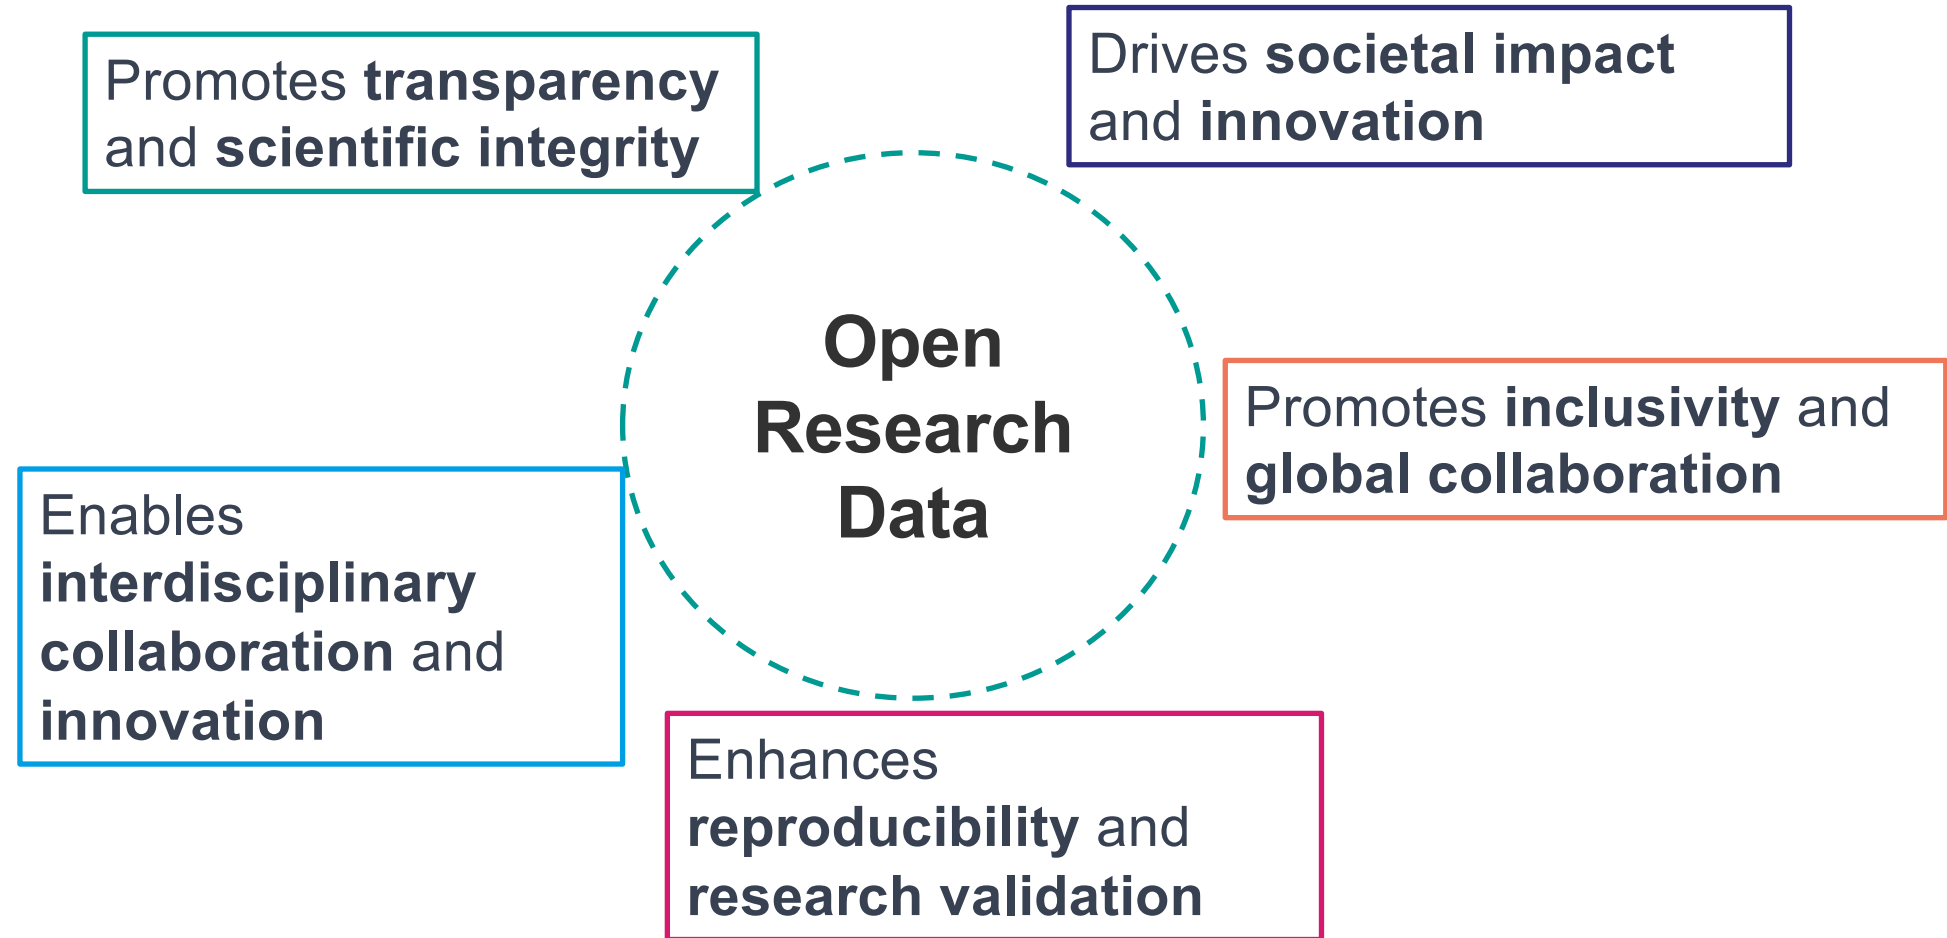 Promotes transparency
and scientific integrity
Drives societal impact
and innovation
Open
Research
Data
Promotes inclusivity and
global collaboration
Enables
interdisciplinary
collaboration and
innovation
Enhances
reproducibility and
research validation